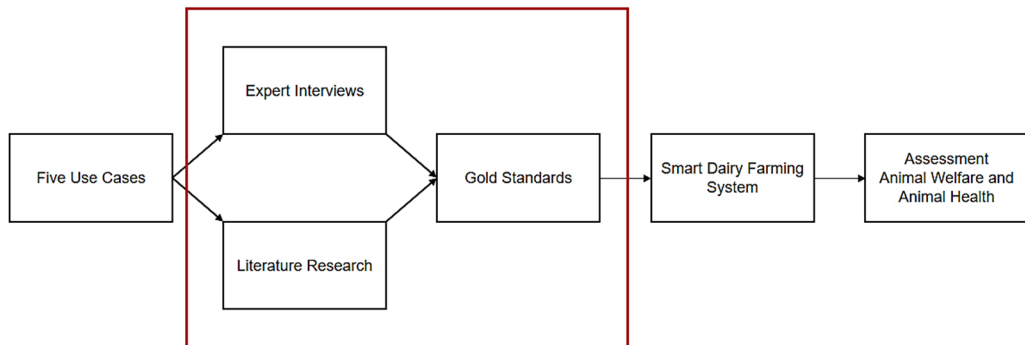 Five Use Cases
Expert Interviews
Literature Research
Gold Standards
Smart Dairy Farming
System
Assessment
Animal Welfare and
Animal Health